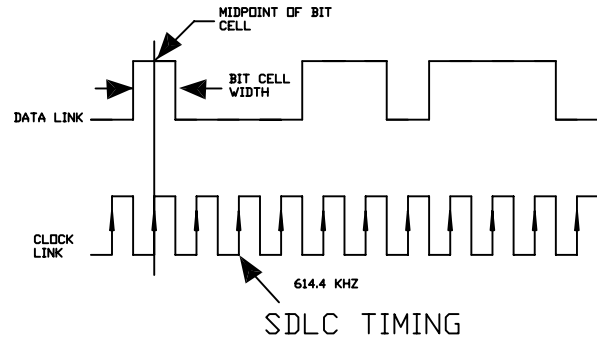 MIDPOINT OF BIT
CELL
BIT CELL
WIDTH
DATA LINK
CLOCK
LINK
614.4 KHZ
SDLC TIMING